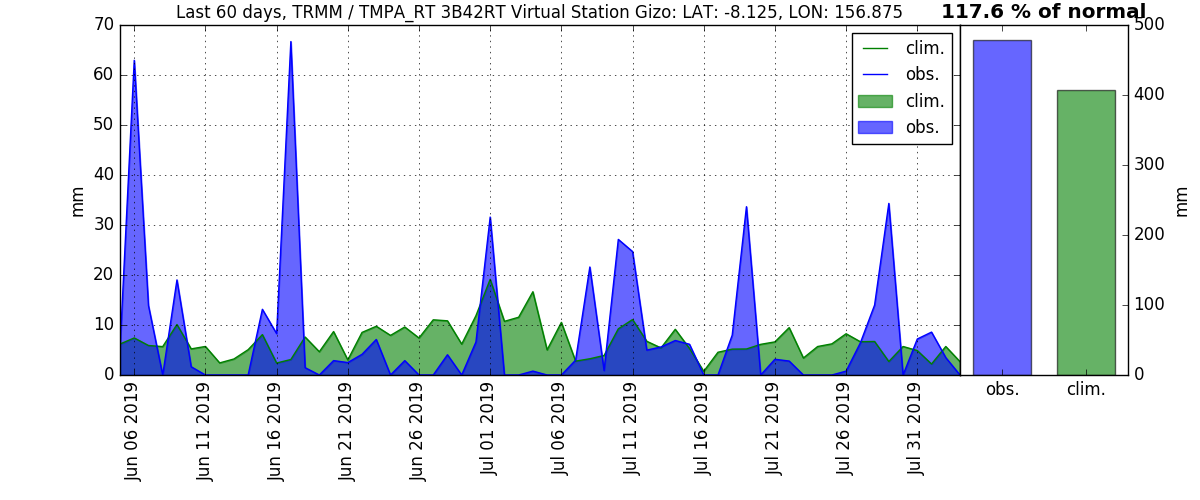 Last 60 days, TRMM / TMPA_RT 3B42RT Virtual Station Gizo: LAT: -8.125, LON: 156.875
117.6 % of normal
70
60
50
40
30
20
10
0
mm
clim.
obs.
clim.
obs.
Jun 06 2019
Jun 11 2019
Jun 16 2019
Jun 21 2019
Jun 26 2019
Jul 01 2019
Jul 06 2019
Jul 11 2019
Jul 16 2019
Jul 21 2019
Jul 26 2019
Jul 31 2019
500
400
300
200
100
0
mm
obs.
clim.